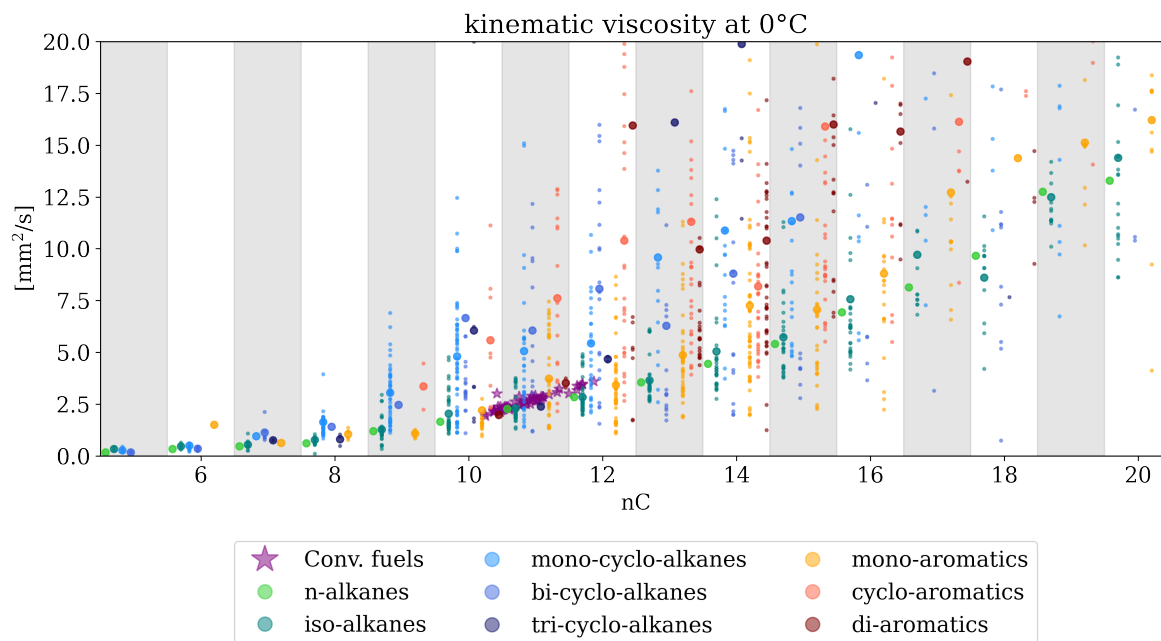 kinematic viscosity at 0°C
20.0
17.5
15.0
12.5
10.0
7.5
5.0
2.5
0.0
[mm²/s]
6 8 10 12 14 16 18 20
nC
Conv. fuels mono-cyclo-alkanes mono-aromatics
n-alkanes bi-cyclo-alkanes cyclo-aromatics
iso-alkanes tri-cyclo-alkanes di-aromatics